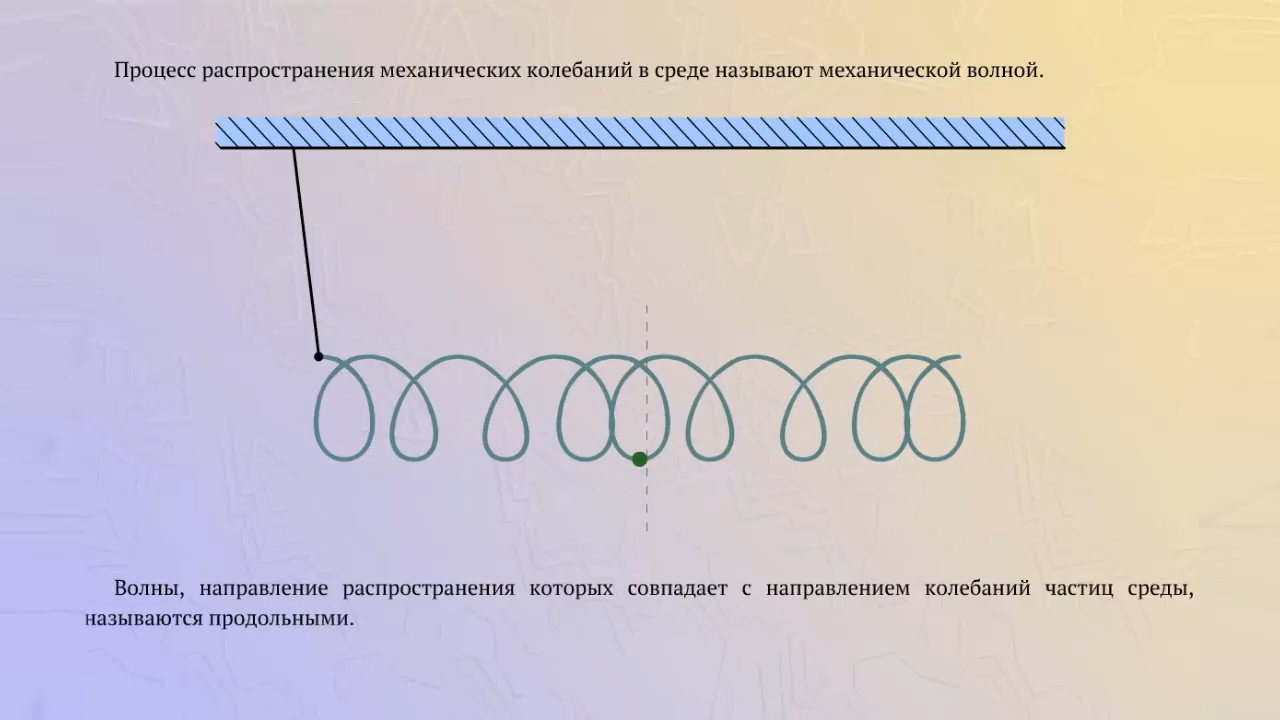 Процесс распространения механических колебаний в среде называют механической волной.
Волны, направление распространения которых совпадает с направлением колебаний частиц среды,
называются продольными.